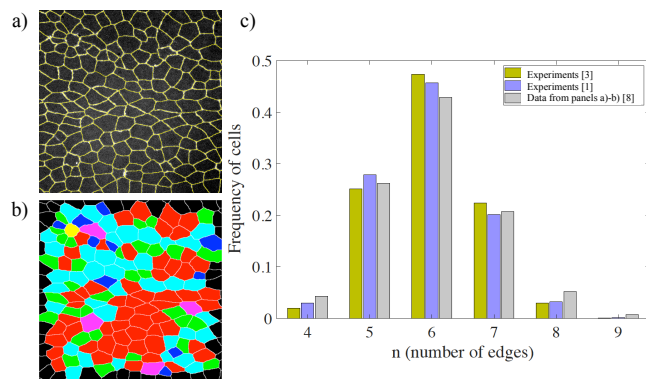 a)
b)
c)
Frequency of cells
0.5
0.4
0.3
0.2
0.1
0
Experiments [3]
Experiments [1]
Data from panels a)-b) [8]
4 5 6 7 8 9
n (number of edges)